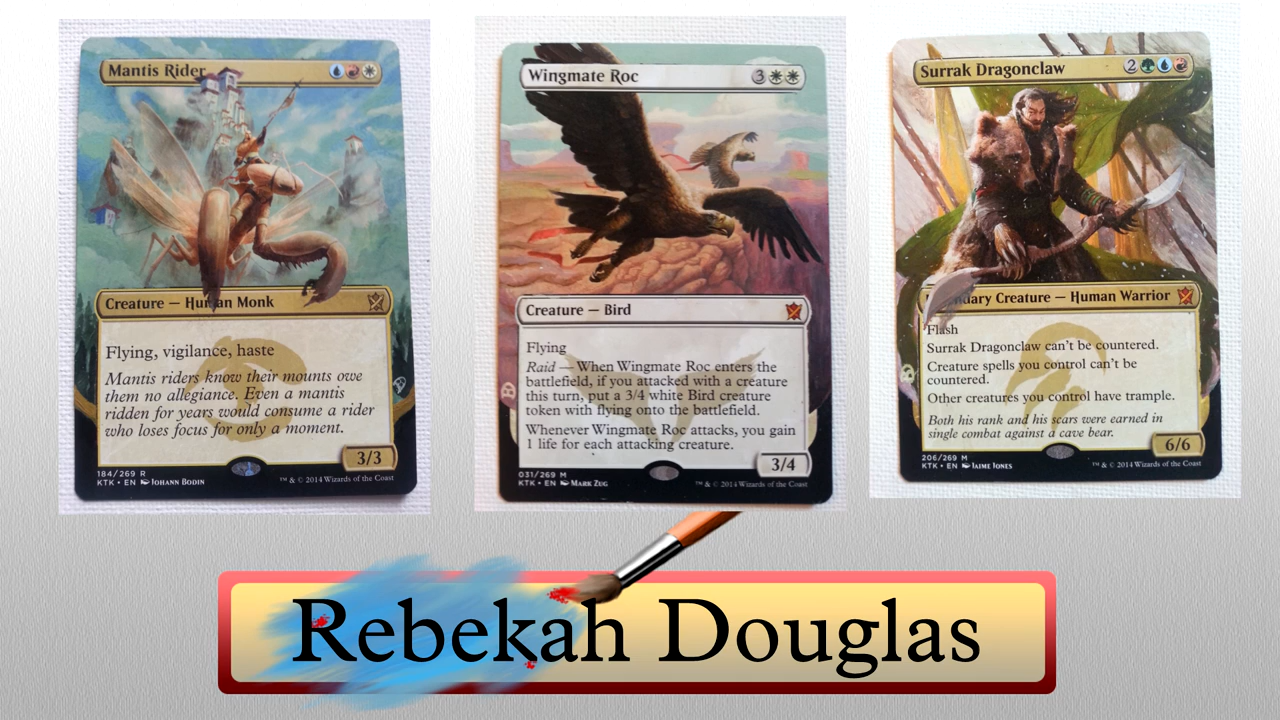 Mantis Rider
Creature — Human Monk
Flying, vigilance, haste
Mantis riders know their mounts owe
them no allegiance. Even a mantis
ridden for years would consume a rider
who loses focus for only a moment.
3/3
184/269 R
KTK • EN Johann Bodin
™ & © 2014 Wizards of the Coast
Wingmate Roc
3
Creature — Bird
Flying
Raid — When Wingmate Roc enters the
battlefield, if you attacked with a creature
this turn, put a 3/4 white Bird creature
token with flying onto the battlefield.
Whenever Wingmate Roc attacks, you gain
1 life for each attacking creature.
3/4
031/269 M
KTK • EN Mark Zug
™ & © 2014 Wizards of the Coast
Surrak Dragonclaw
2
ndary Creature — Human Warrior
Flash
Surrak Dragonclaw can't be countered.
Creature spells you control can't be
countered.
Other creatures you control have trample.
Both his rank and his scars were earned in
single combat against a cave bear.
6/6
206/269 M
KTK • EN Jaime Jones
™ & © 2014 Wizards of the Coast
Rebekah Douglas